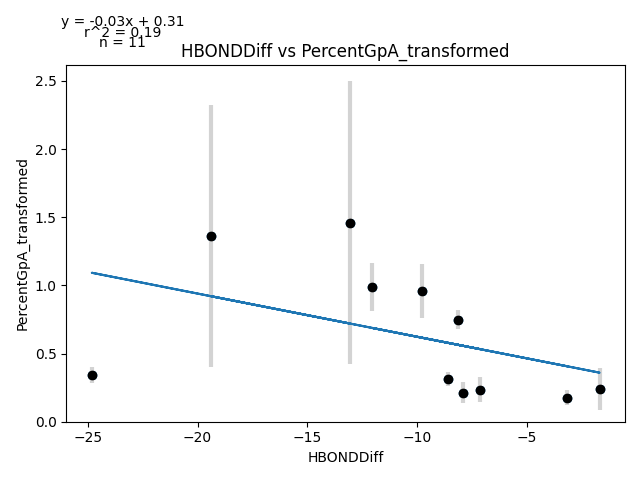 y = -0.03x + 0.31
r^2 = 0.19
n = 11
HBONDDiff vs PercentGpA_transformed
PercentGpA_transformed
2.5
2.0
1.5
1.0
0.5
0.0
−25
−20
−15
−10
−5
HBONDDiff